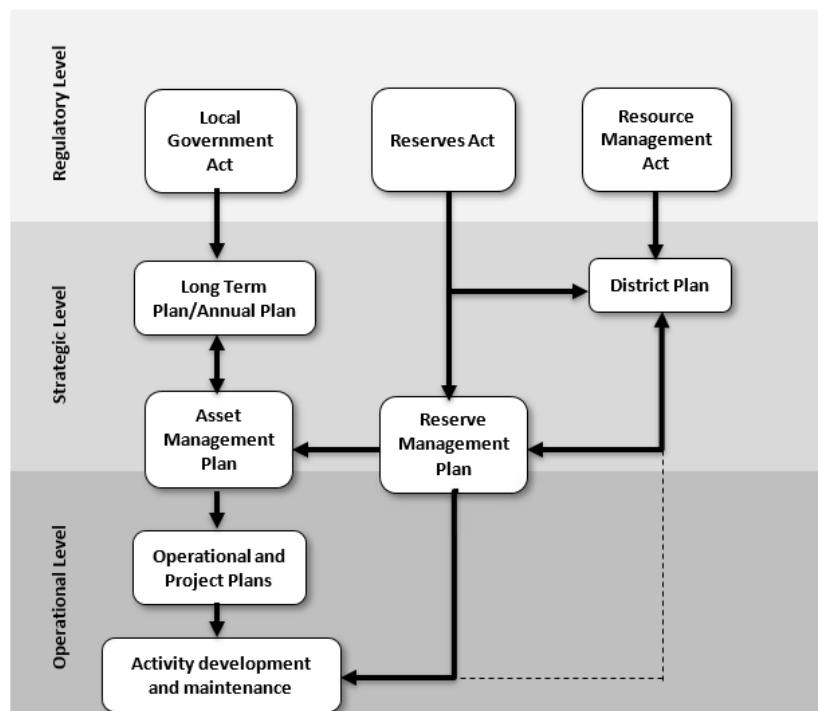 Regulatory Level
Local
Government
Act
Reserves Act
Resource
Management
Act
Strategic Level
Long Term
Plan/Annual Plan
District Plan
Asset
Management
Plan
Reserve
Management
Plan
Operational Level
Operational and
Project Plans
Activity development
and maintenance